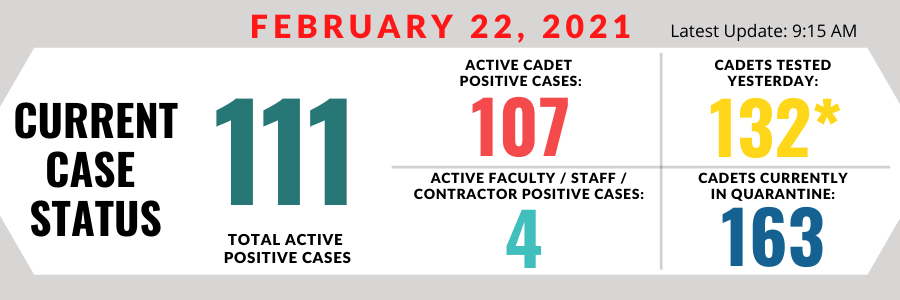 FEBRUARY 22, 2021
Latest Update: 9:15 AM
CURRENT
CASE
STATUS
111
TOTAL ACTIVE
POSITIVE CASES
ACTIVE CADET
POSITIVE CASES:
107
CADETS TESTED
YESTERDAY:
132*
ACTIVE FACULTY / STAFF /
CONTRACTOR POSITIVE CASES:
4
CADETS CURRENTLY
IN QUARANTINE:
163